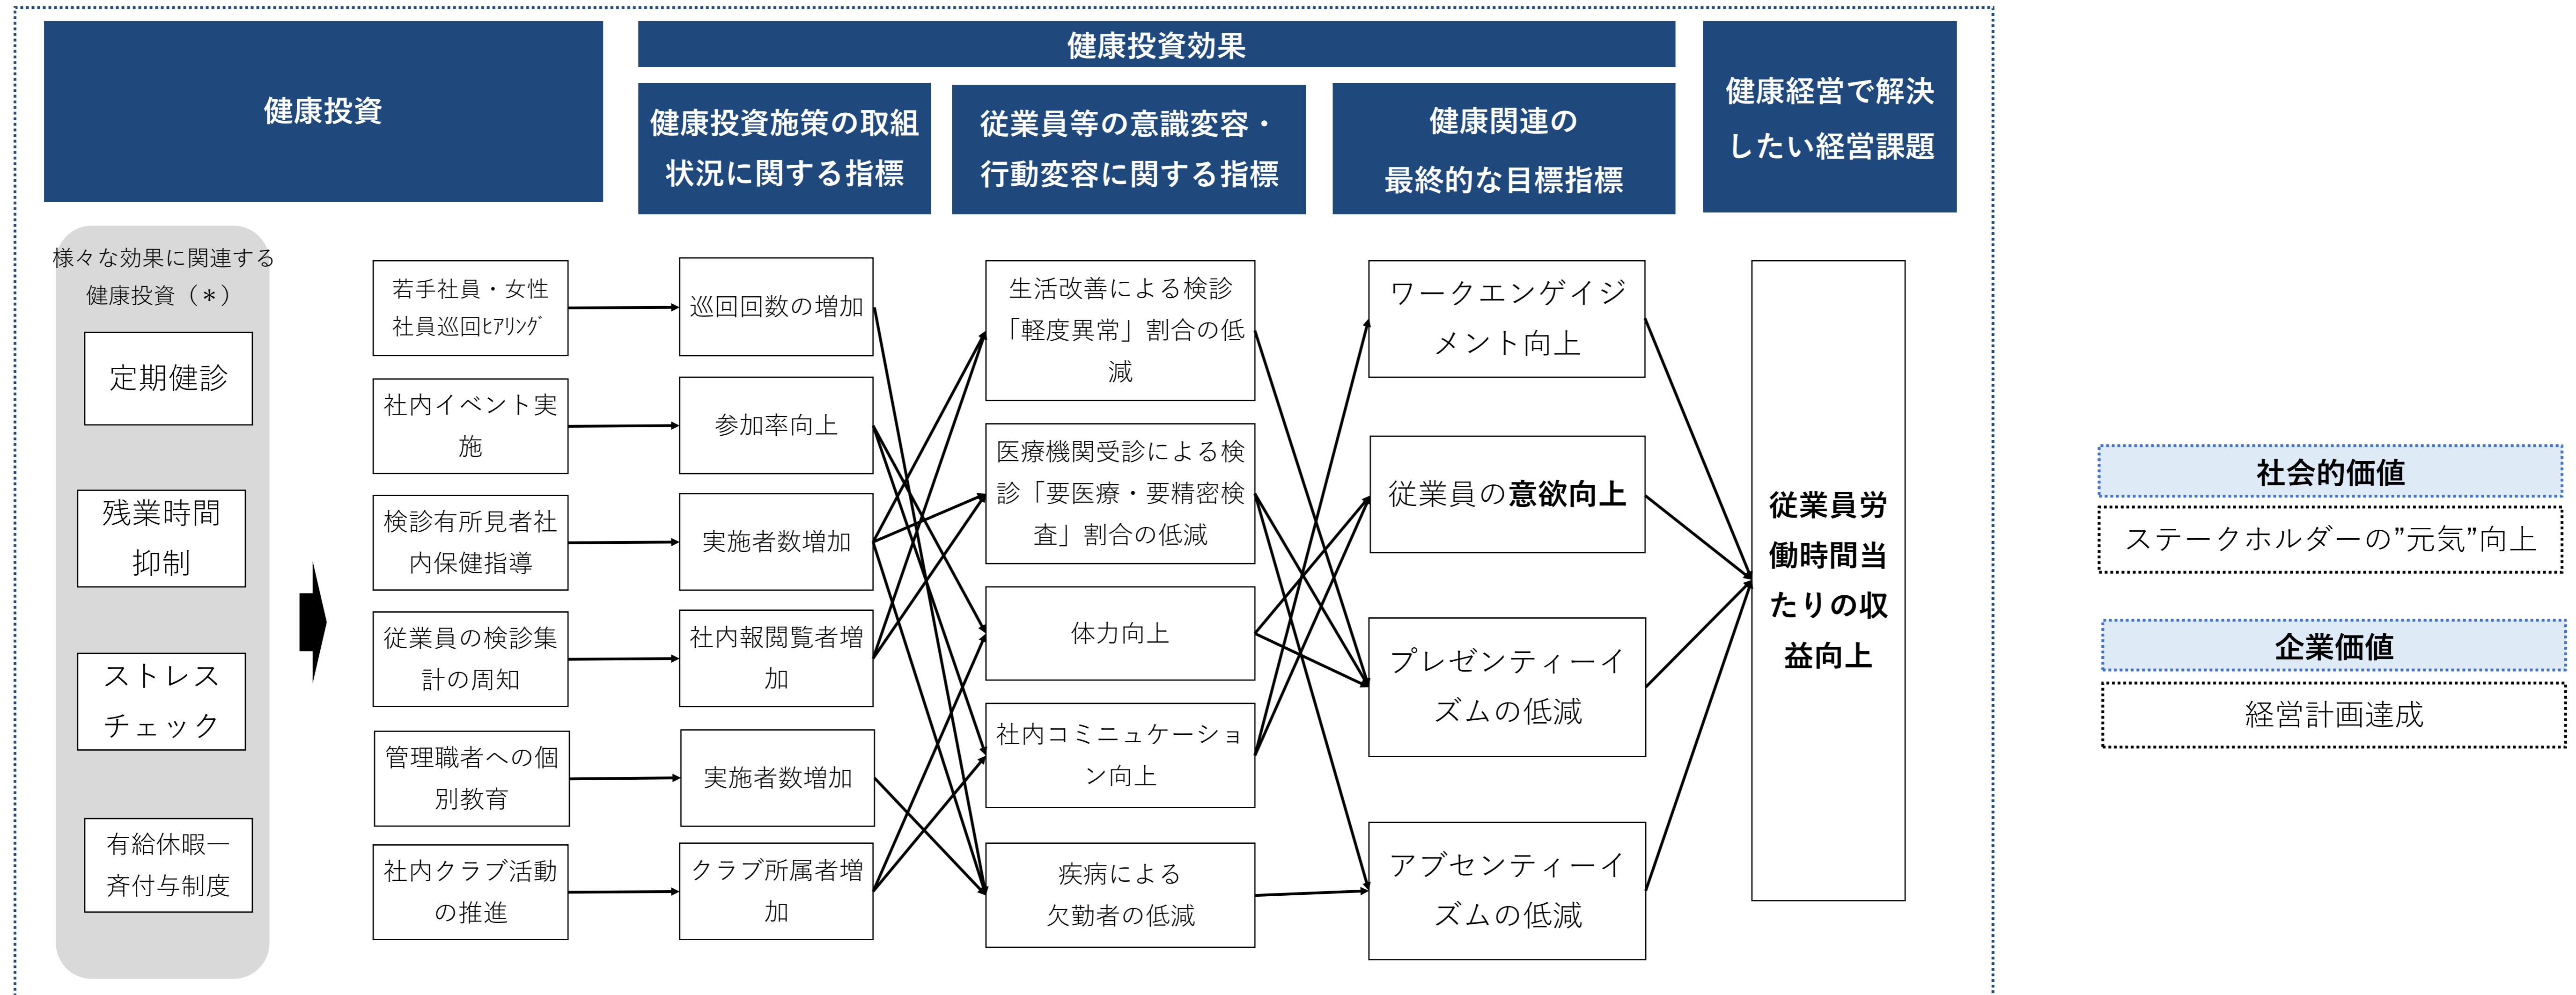 健康投資
健康投資効果
健康投資施策の取組
状況に関する指標
従業員等の意識変容・
行動変容に関する指標
健康関連の
最終的な目標指標
健康経営で解決
したい経営課題
様々な効果に関連する
健康投資（＊）
定期健診
残業時間
抑制
ストレス
チェック
有給休暇一
斉付与制度
若手社員・女性
社員巡回ﾋｱﾘﾝｸﾞ
社内イベント実
施
検診有所見者社
内保健指導
従業員の検診集
計の周知
管理職者への個
別教育
社内クラブ活動
の推進
巡回回数の増加
参加率向上
実施者数増加
社内報閲覧者増
加
実施者数増加
クラブ所属者増
加
生活改善による検診
「軽度異常」割合の低
減
医療機関受診による検
診「要医療・要精密検
査」割合の低減
体力向上
社内コミニュケーショ
ン向上
疾病による
欠勤者の低減
ワークエンゲイジ
メント向上
従業員の意欲向上
プレゼンティーイ
ズムの低減
アブセンティーイ
ズムの低減
従業員労
働時間当
たりの収
益向上
社会的価値
ステークホルダーの”元気”向上
企業価値
経営計画達成